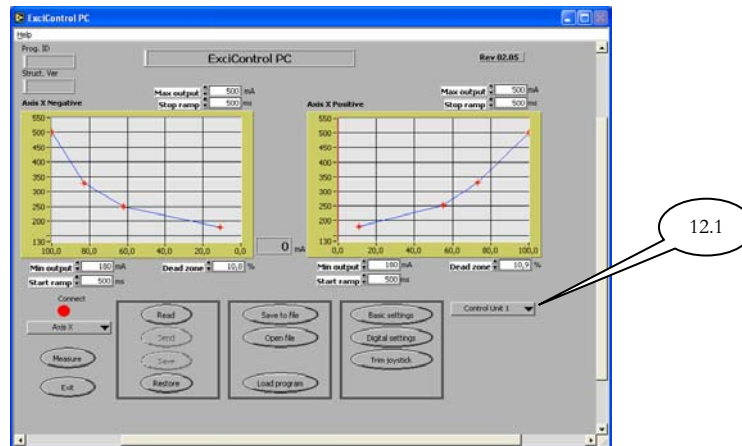 ExciControl PC
Help
Prog. ID
ExciControl PC
Rev 02.05
Struct. Ver
Max output 500 mA
Stop ramp 500 ms
Max output 500 mA
Stop ramp 500 ms
Axis X Negative
Axis X Positive
550
500
450
400
350
300
250
200
130
100,0 80,0 60,0 40,0 20,0 0,0
0 mA
550
500
450
400
350
300
250
200
130
0,0 20,0 40,0 60,0 80,0 100,0
Min output 180 mA
Dead zone %
Start ramp 500 ms
Min output 180 mA
Dead zone 10,9 %
Start ramp 500 ms
Connect
Axis X
Measure
Exit
Read
Send
Save
Restore
Save to file
Open file
Load program
Basic settings
Digital settings
Trim joystick
Control Unit 1
12.1